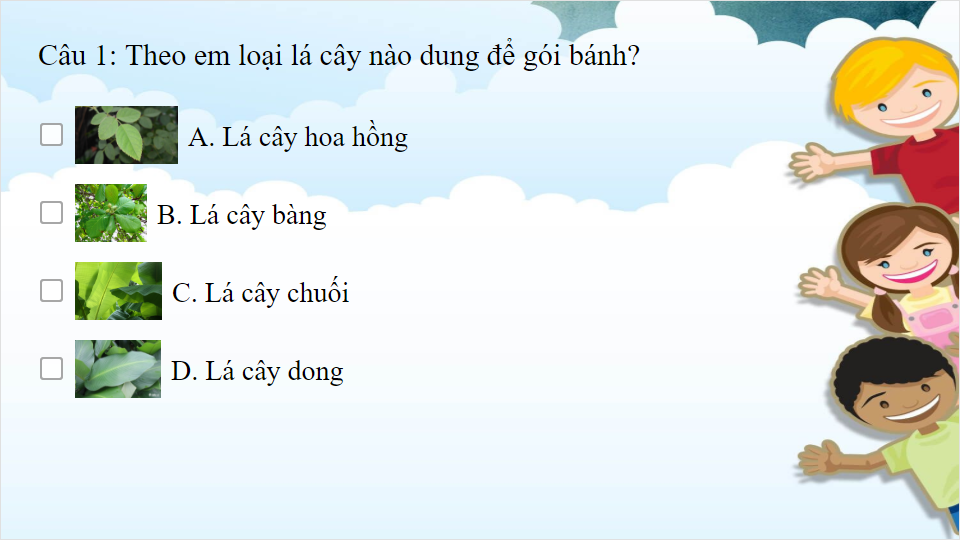 Câu 1: Theo em loại lá cây nào dung để gói bánh?
A. Lá cây hoa hồng
B. Lá cây bàng
C. Lá cây chuối
D. Lá cây dong